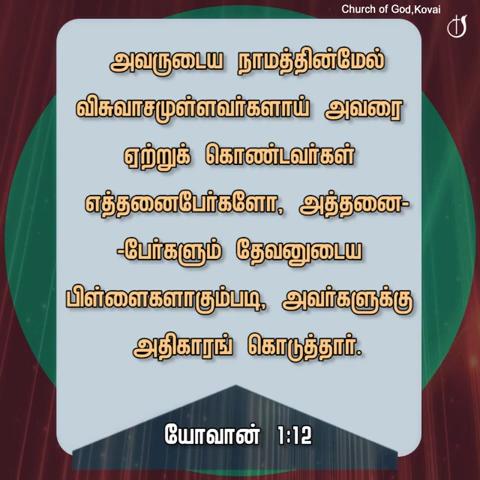 Church of God,Kovai
அவருடைய நாமத்தின்மேல்
விசுவாசமுள்ளவர்களாய் அவரை
ஏற்றுக் கொண்டவர்கள்
எத்தனைபேர்களோ, அத்தனை-
-பேர்களும் தேவனுடைய
பிள்ளைகளாகும்படி, அவர்களுக்கு
அதிகாரங் கொடுத்தார்.
யோவான் 1:12